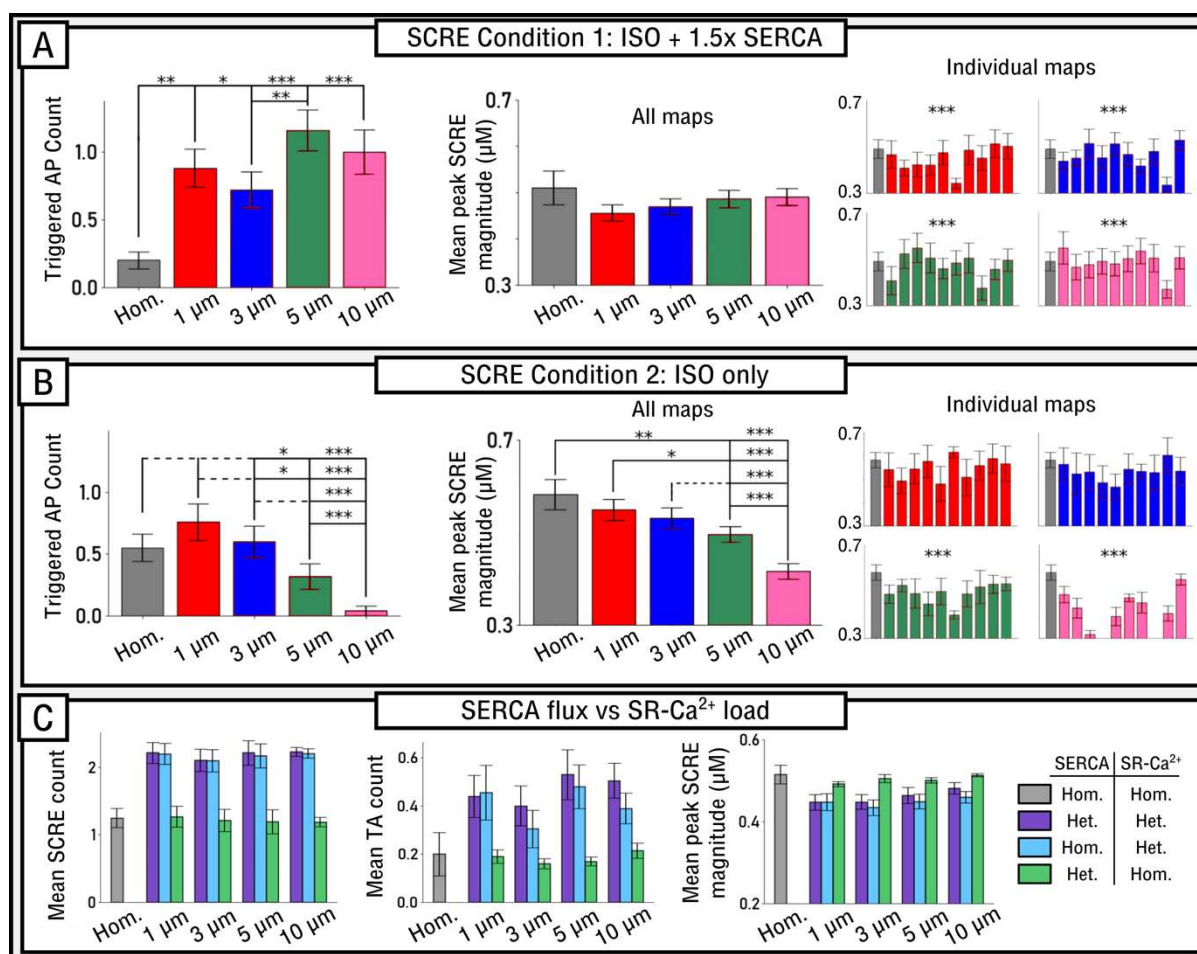 A
SCRE Condition 1: ISO + 1.5x SERCA
Triggered AP Count
1.0
0.5
0.0
** * *** ***
**
Hom. 1 µm 3 µm 5 µm 10 µm
Mean peak SCRE
magnitude (µM)
0.7
0.3
All maps
Hom. 1 µm 3 µm 5 µm 10 µm
Individual maps
0.7
0.3
*** ***
0.7
0.3
*** ***
B
SCRE Condition 2: ISO only
Triggered AP Count
1.0
0.5
0.0
* ***
* ***
***
***
Hom. 1 µm 3 µm 5 µm 10 µm
All maps
Mean peak SCRE
magnitude (µM)
0.7
0.3
** ***
* ***
***
***
Hom. 1 µm 3 µm 5 µm 10 µm
Individual maps
0.7
0.3
0.7
0.3
*** ***
C
SERCA flux vs SR-Ca²⁺ load
Mean SCRE count
2
1
0
Hom. 1 µm 3 µm 5 µm 10 µm
Mean TA count
0.6
0.4
0.2
0.0
Hom. 1 µm 3 µm 5 µm 10 µm
Mean peak SCRE
magnitude (µM)
0.6
0.4
0.2
Hom. 1 µm 3 µm 5 µm 10 µm
SERCA SR-Ca²⁺
Hom. Hom.
Het. Het.
Hom. Het.
Het. Hom.